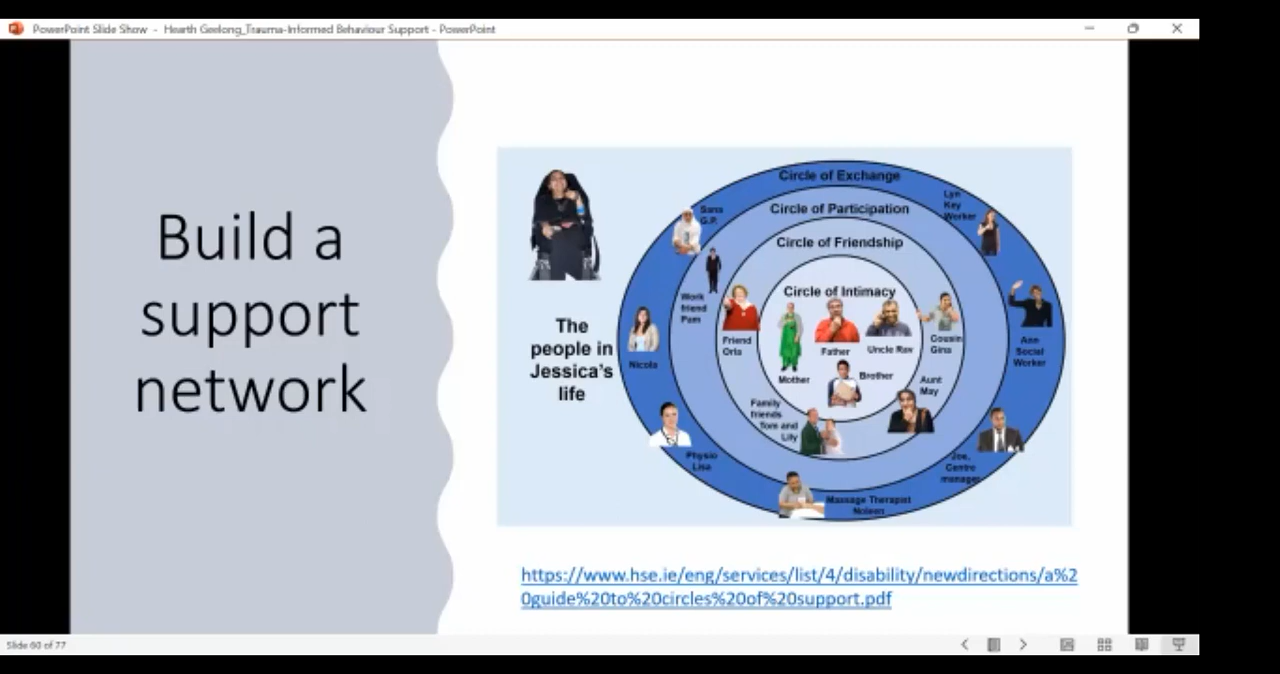 PowerPoint Slide Show - Hearth Geelong_Trauma-Informed Behaviour Support - PowerPoint
Build a
support
network
The
people in
Jessica's
life
Circle of Exchange
Circle of Participation
Circle of Friendship
Circle of Intimacy
Sana
G.P.
Lyn
Key
Worker
Work
friend
Pam
Friend
Orla
Father
Uncle Rav
Cousin
Gina
Ann
Social
Worker
Nicola
Mother
Brother
Aunt
May
Family
friends
Tom and
Lily
Physio
Lisa
Joe,
Centre
manager
Massage Therapist
Noleen
https://www.hse.ie/eng/services/list/4/disability/newdirections/a%2
0guide%20to%20circles%20of%20support.pdf
Slide 60 of 77